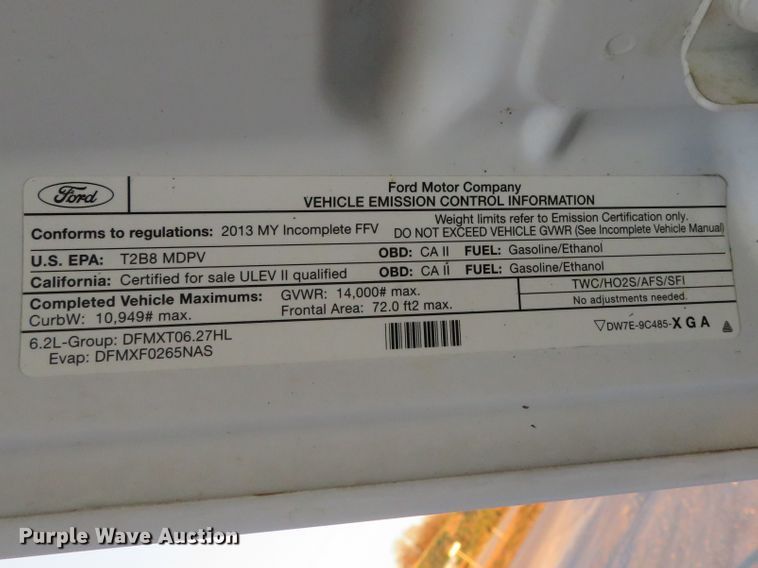 Ford
Ford Motor Company
VEHICLE EMISSION CONTROL INFORMATION
Conforms to regulations: 2013 MY Incomplete FFV
Weight limits refer to Emission Certification only.
DO NOT EXCEED VEHICLE GVWR (See Incomplete Vehicle Manual)
U.S. EPA: T2B8 MDPV OBD: CA II FUEL: Gasoline/Ethanol
California: Certified for sale ULEV II qualified OBD: CA II FUEL: Gasoline/Ethanol
Completed Vehicle Maximums: GVWR: 14,000# max.
CurbW: 10,949# max. Frontal Area: 72.0 ft2 max.
TWC/HO2S/AFS/SFI
No adjustments needed.
6.2L-Group: DFMXT06.27HL
Evap: DFMXF0265NAS
DW7E-9C485-XGA
Purple Wave Auction